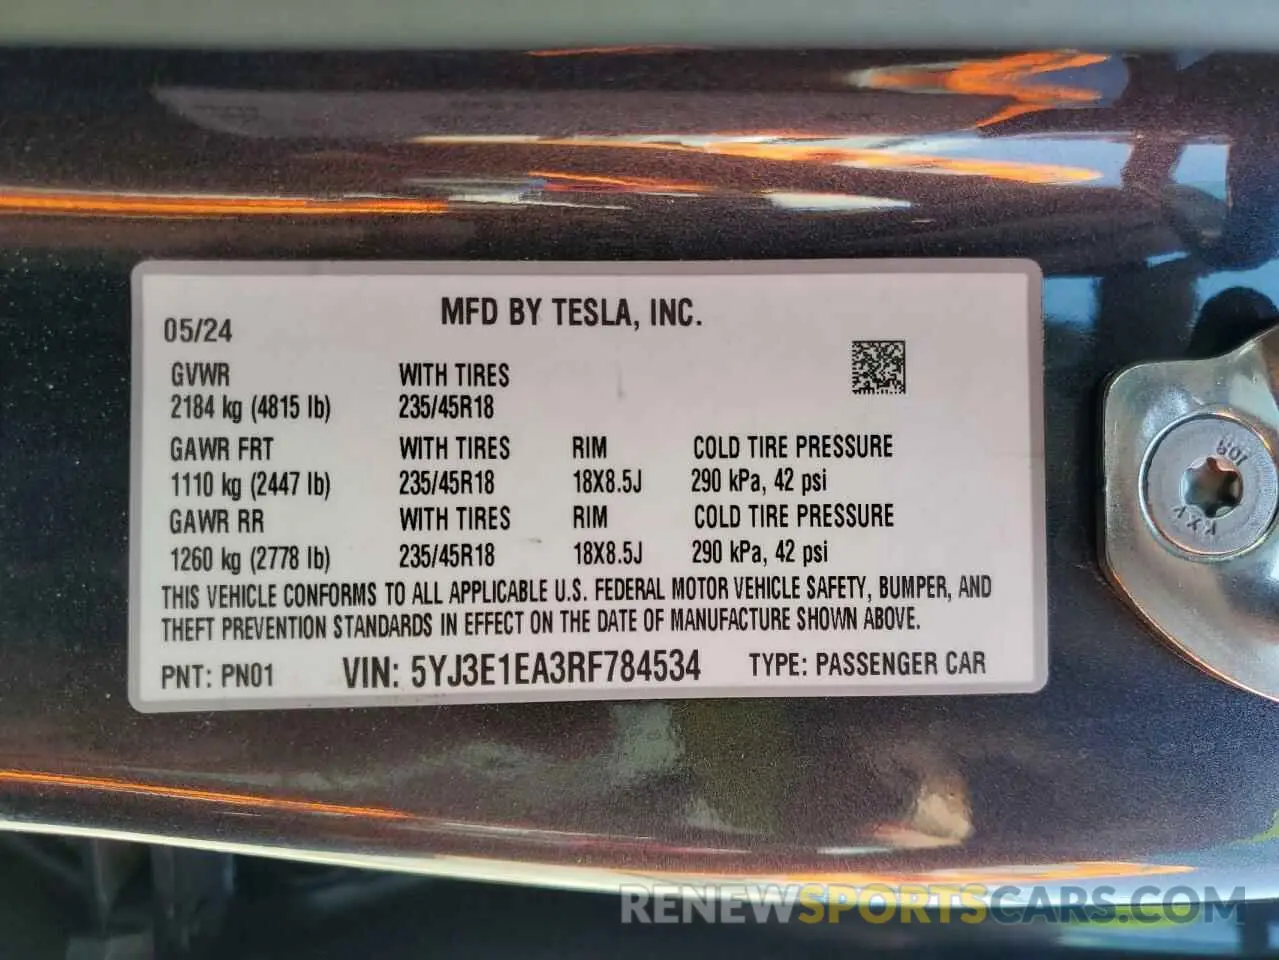 MFD BY TESLA, INC.
05/24
GVWR WITH TIRES
2184 kg (4815 lb) 235/45R18
GAWR FRT WITH TIRES RIM COLD TIRE PRESSURE
1110 kg (2447 lb) 235/45R18 18X8.5J 290 kPa, 42 psi
GAWR RR WITH TIRES RIM COLD TIRE PRESSURE
1260 kg (2778 lb) 235/45R18 18X8.5J 290 kPa, 42 psi
THIS VEHICLE CONFORMS TO ALL APPLICABLE U.S. FEDERAL MOTOR VEHICLE SAFETY, BUMPER, AND
THEFT PREVENTION STANDARDS IN EFFECT ON THE DATE OF MANUFACTURE SHOWN ABOVE.
PNT: PN01 VIN: 5YJ3E1EA3RF784534 TYPE: PASSENGER CAR
RENEWSPORTSCARS.COM